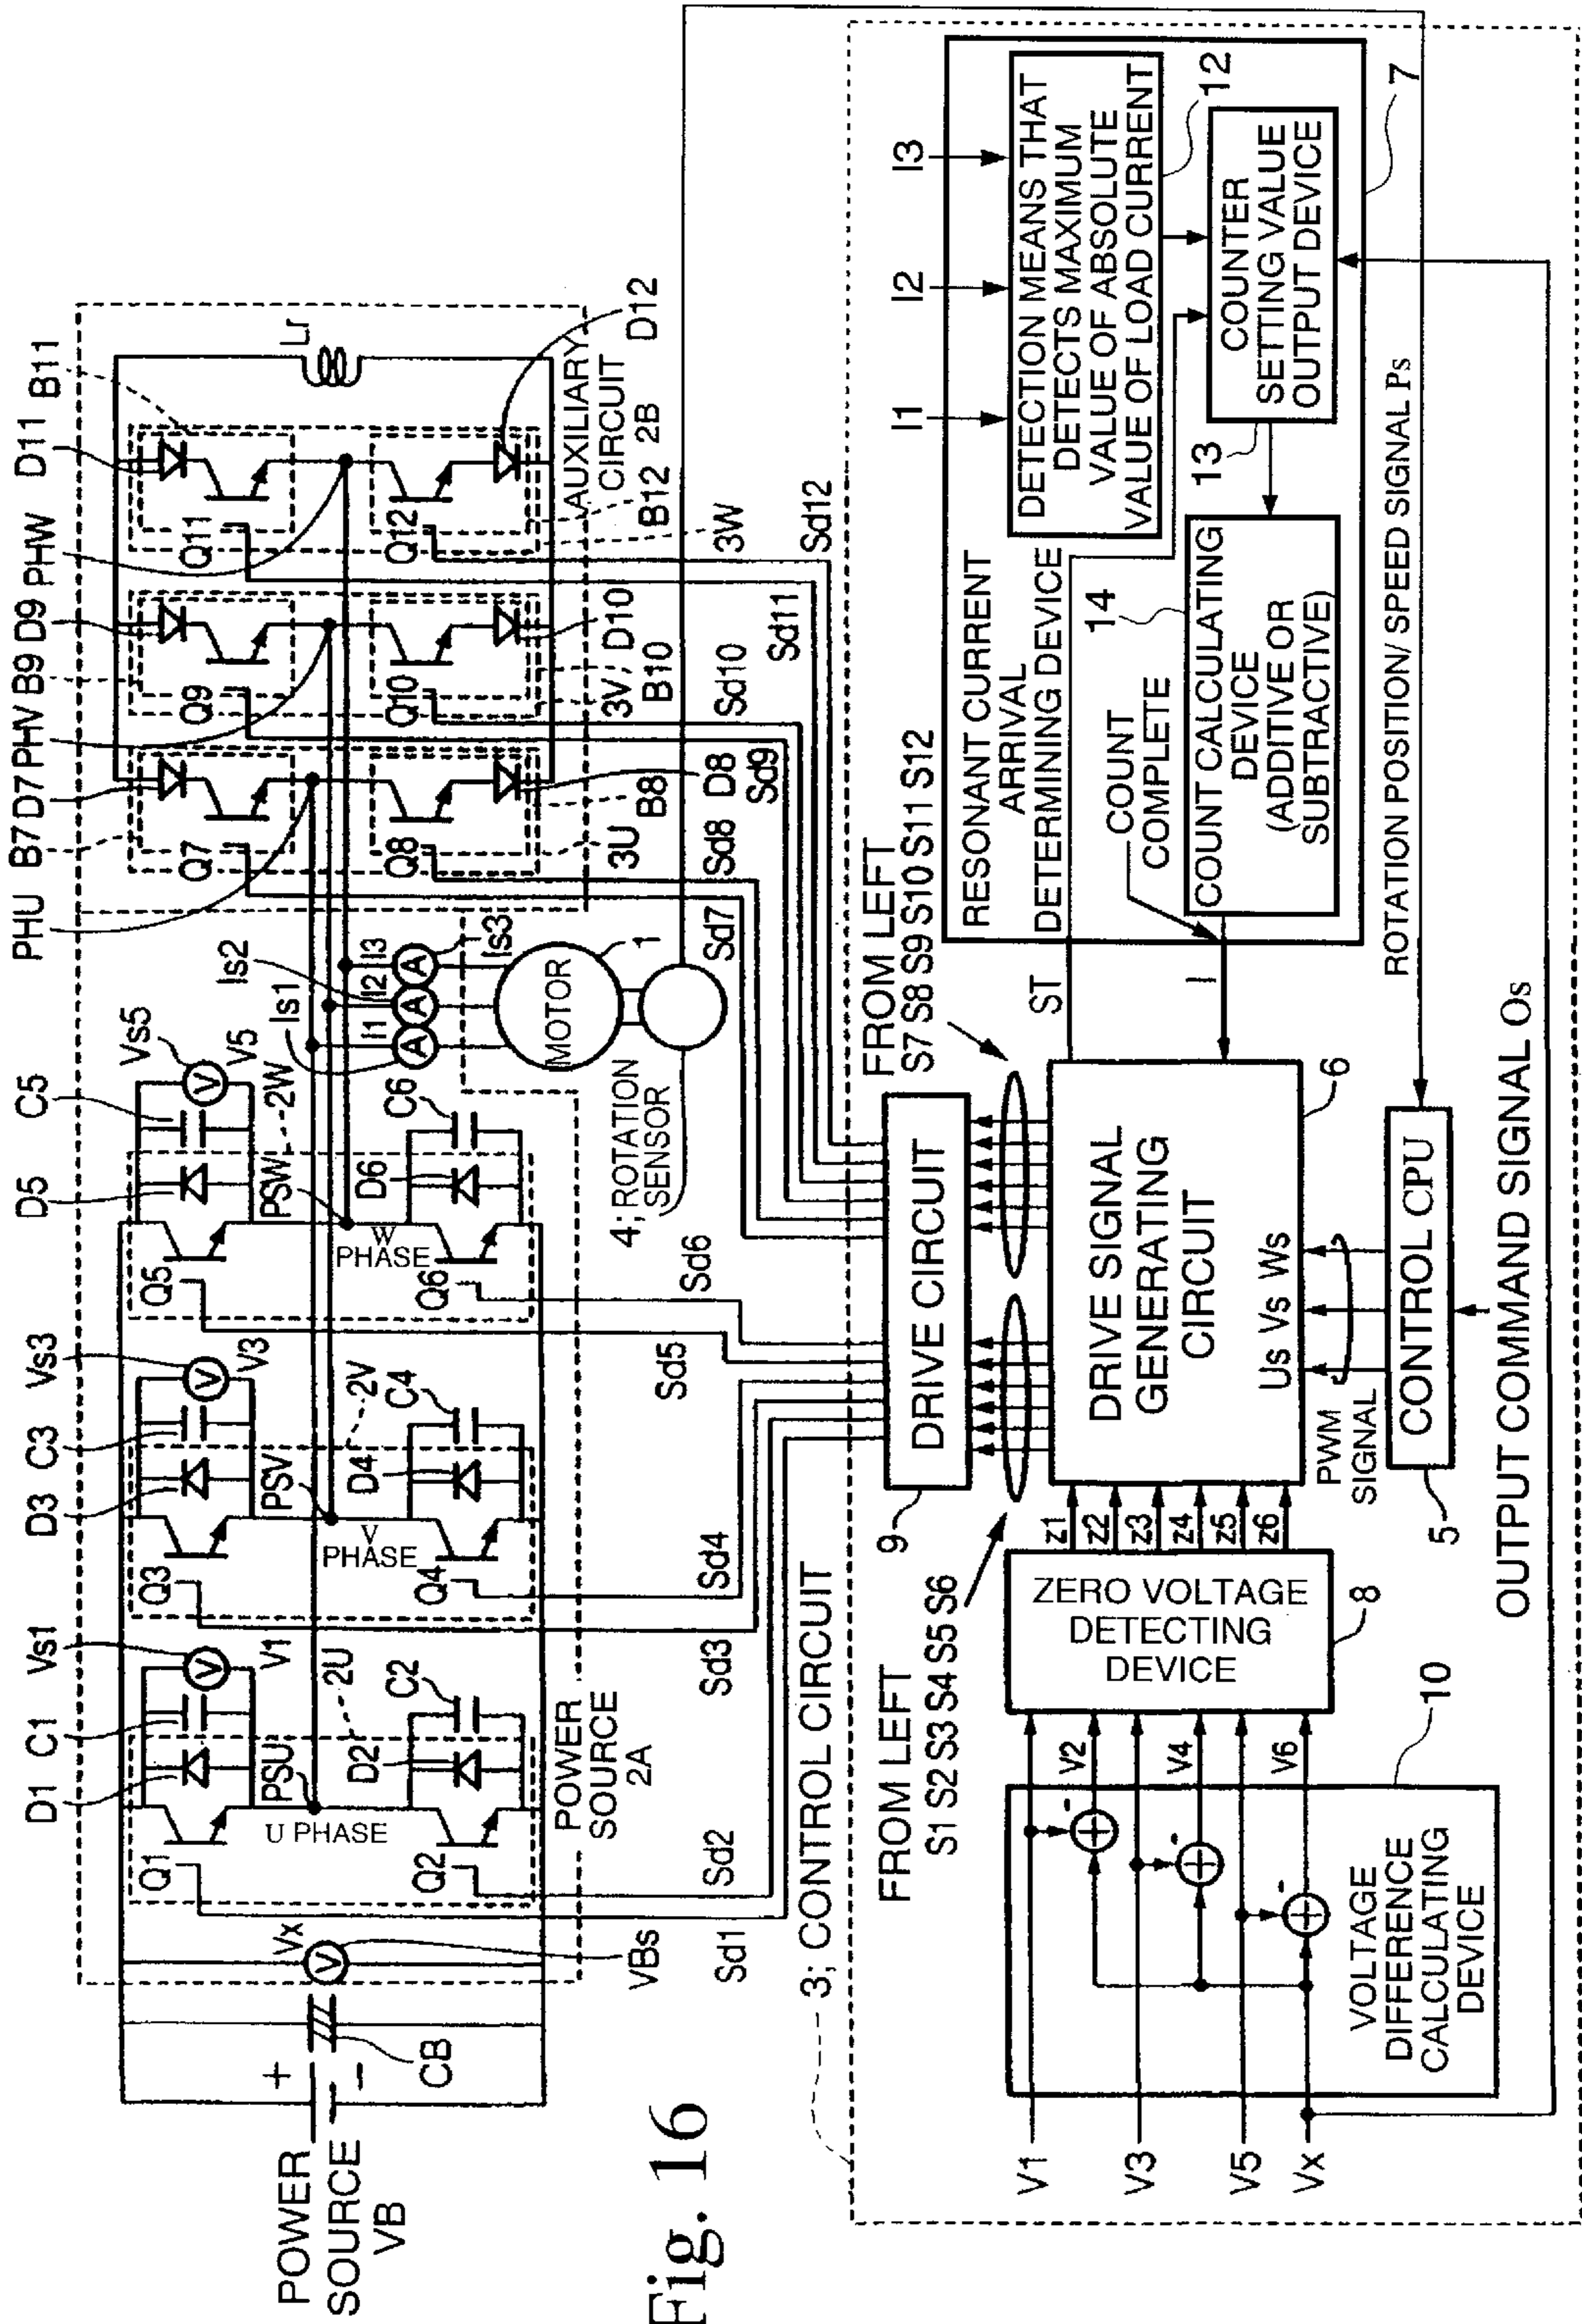 Fig. 16
POWER
SOURCE
VB
+
-
CB
Vx
VBs
D1
C1
Vs1
V1
Q1
PSU
2U
U PHASE
D2
C2
Q2
POWER
SOURCE
2A
D3
C3
Vs3
V3
Q3
PSV
2V
V
PHASE
D4
C4
Q4
D5
C5
Vs5
V5
Q5
PSW
2W
W
PHASE
D6
C6
Q6
Is1
Is2
Is3
I1
I2
I3
A
A
A
V
V
V
V
MOTOR
1
4; ROTATION
SENSOR
PHU
B7
D7
PHV
B9
D9
PHW
D11
B11
Lr
Q7
Q8
Q9
Q10
Q11
Q12
3U
B8
D8
3V
B10
D10
3W
B12
AUXILIARY
CIRCUIT
2B
D12
Sd1
Sd2
Sd3
Sd4
Sd5
Sd6
Sd7
Sd8
Sd9
Sd10
Sd11
Sd12
3; CONTROL CIRCUIT
DRIVE CIRCUIT
9
FROM LEFT
S1 S2 S3 S4 S5 S6
FROM LEFT
S7 S8 S9 S10 S11 S12
V1
V3
V5
Vx
V2
V4
V6
-
-
-
VOLTAGE
DIFFERENCE
CALCULATING
DEVICE
10
ZERO VOLTAGE
DETECTING
DEVICE
8
z1
z2
z3
z4
z5
z6
DRIVE SIGNAL
GENERATING
CIRCUIT
6
Us Vs Ws
PWM
SIGNAL
CONTROL CPU
5
OUTPUT COMMAND SIGNAL Os
ROTATION POSITION/ SPEED SIGNAL Ps
ST
I
RESONANT CURRENT
ARRIVAL
DETERMINING DEVICE
COUNT
COMPLETE
14
COUNT CALCULATING
DEVICE
(ADDITIVE OR
SUBTRACTIVE)
I1
I2
I3
DETECTION MEANS THAT
DETECTS MAXIMUM
VALUE OF ABSOLUTE
VALUE OF LOAD CURRENT
12
13
COUNTER
SETTING VALUE
OUTPUT DEVICE
7